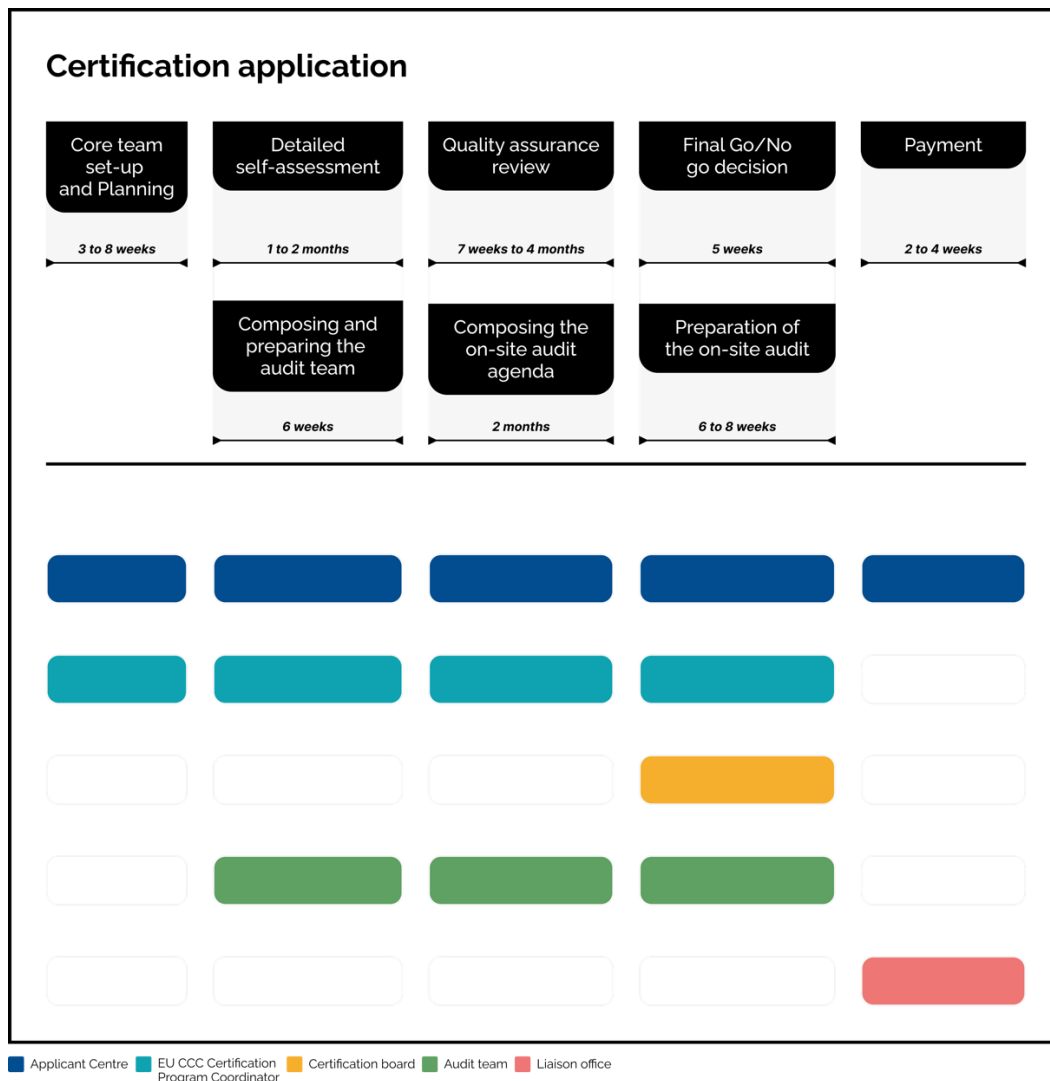 Certification application
Core team
set-up
and Planning
Detailed
self-assessment
Quality assurance
review
Final Go/No
go decision
Payment
3 to 8 weeks
1 to 2 months
7 weeks to 4 months
5 weeks
2 to 4 weeks
Composing and
preparing the
audit team
Composing the
on-site audit
agenda
Preparation of
the on-site audit
6 weeks
2 months
6 to 8 weeks
Applicant Centre
EU CCC Certification
Program Coordinator
Certification board
Audit team
Liaison office